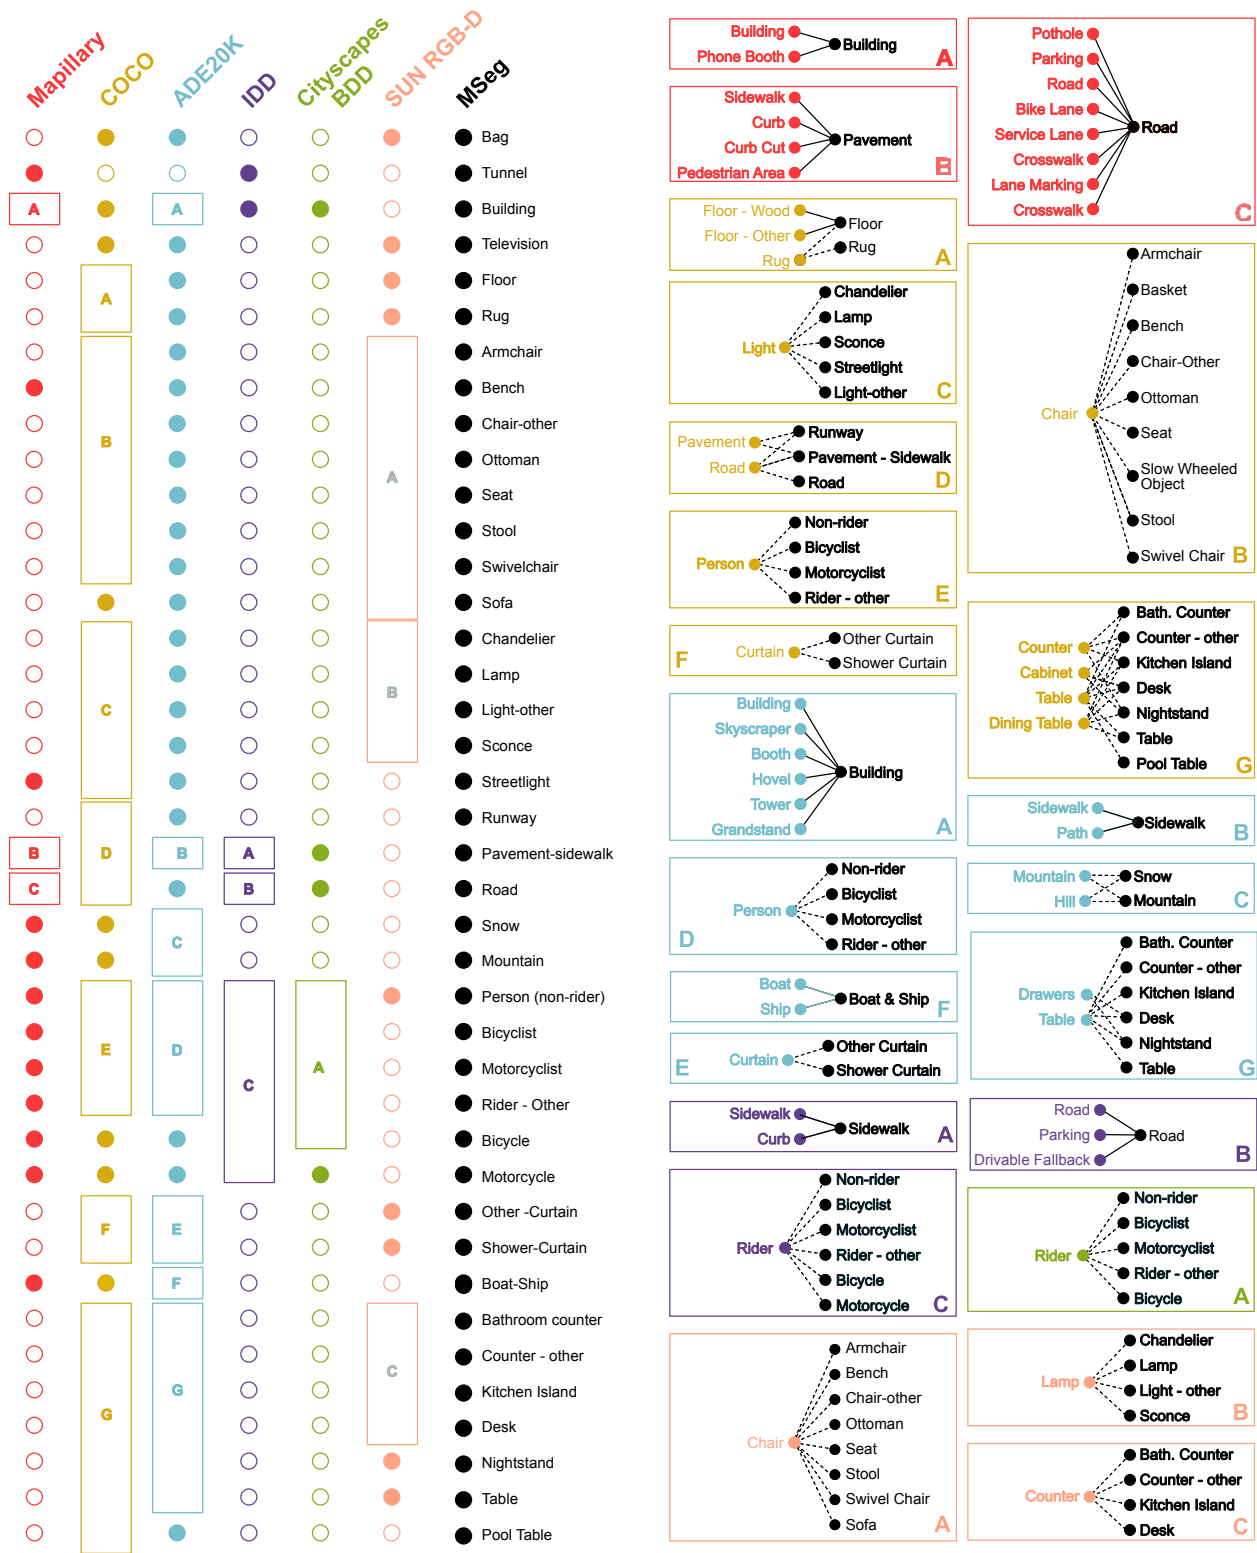 Mapillary
COCO
ADE20K
IDD
Cityscapes
BDD
SUN RGB-D
MSeg
Bag
Tunnel
A
A
Building
Television
A
Floor
Rug
B
A
Armchair
Bench
Chair-other
Ottoman
Seat
Stool
Swivelchair
Sofa
C
B
Chandelier
Lamp
Light-other
Sconce
Streetlight
D
Runway
B
B
A
Pavement-sidewalk
C
B
Road
C
Snow
Mountain
E
D
C
A
Person (non-rider)
Bicyclist
Motorcyclist
Rider - Other
Bicycle
Motorcycle
F
E
Other -Curtain
Shower-Curtain
F
Boat-Ship
G
G
C
Bathroom counter
Counter - other
Kitchen Island
Desk
Nightstand
Table
Pool Table
Building
Phone Booth
Building
A
Sidewalk
Curb
Curb Cut
Pedestrian Area
Pavement
B
Floor - Wood
Floor - Other
Rug
Floor
Rug
A
Light
Chandelier
Lamp
Sconce
Streetlight
Light-other
C
Pavement
Road
Runway
Pavement - Sidewalk
Road
D
Person
Non-rider
Bicyclist
Motorcyclist
Rider - other
E
F
Curtain
Other Curtain
Shower Curtain
Building
Skyscraper
Booth
Hovel
Tower
Grandstand
Building
A
Person
Non-rider
Bicyclist
Motorcyclist
Rider - other
D
Boat
Ship
Boat & Ship
F
Curtain
Other Curtain
Shower Curtain
E
Sidewalk
Curb
Sidewalk
A
Rider
Non-rider
Bicyclist
Motorcyclist
Rider - other
Bicycle
Motorcycle
C
Chair
Armchair
Bench
Chair-other
Ottoman
Seat
Stool
Swivel Chair
Sofa
A
Pothole
Parking
Road
Bike Lane
Service Lane
Crosswalk
Lane Marking
Crosswalk
Road
C
Chair
Armchair
Basket
Bench
Chair-Other
Ottoman
Seat
Slow Wheeled
Object
Stool
Swivel Chair
B
Counter
Cabinet
Table
Dining Table
Bath. Counter
Counter - other
Kitchen Island
Desk
Nightstand
Table
Pool Table
G
Sidewalk
Path
Sidewalk
B
Mountain
Hill
Snow
Mountain
C
Drawers
Table
Bath. Counter
Counter - other
Kitchen Island
Desk
Nightstand
Table
G
Road
Parking
Drivable Fallback
Road
B
Rider
Non-rider
Bicyclist
Motorcyclist
Rider - other
Bicycle
A
Lamp
Chandelier
Lamp
Light - other
Sconce
B
Counter
Bath. Counter
Counter - other
Kitchen Island
Desk
C